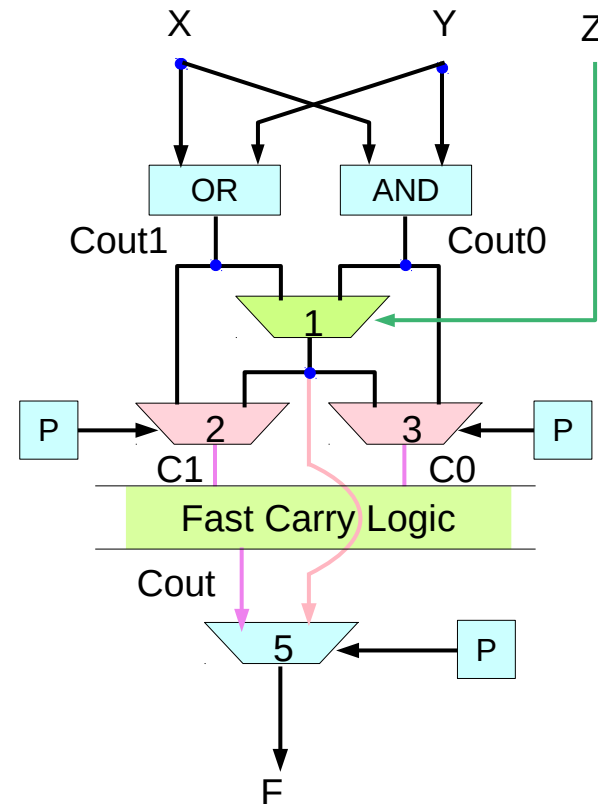 X Y Z
OR AND
Cout1 Cout0
1
P 2 3 P
C1 C0
Fast Carry Logic
Cout
5 P
F